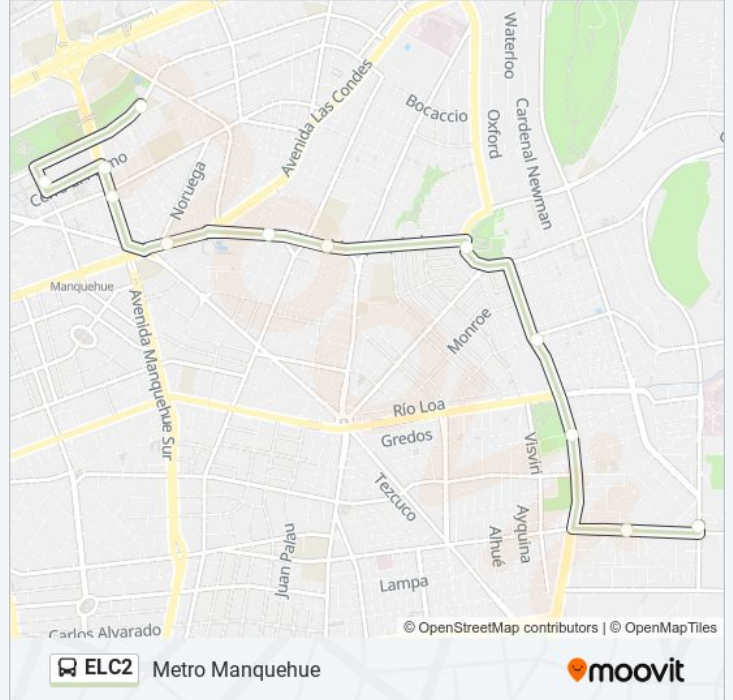 Waterloo
Avenida Las Condes
Bocaccio
Oxford
Cardenal Newman
Noruega
Manquehue
Avenida Manquehue Sur
Monroe
Río Loa
Gredos
Visviri
Tezcuco
Ayquina
Alhué
Juan Palau
Lampa
Carlos Alvarado
© OpenStreetMap contributors | © OpenMapTiles
ELC2 Metro Manquehue
moovit